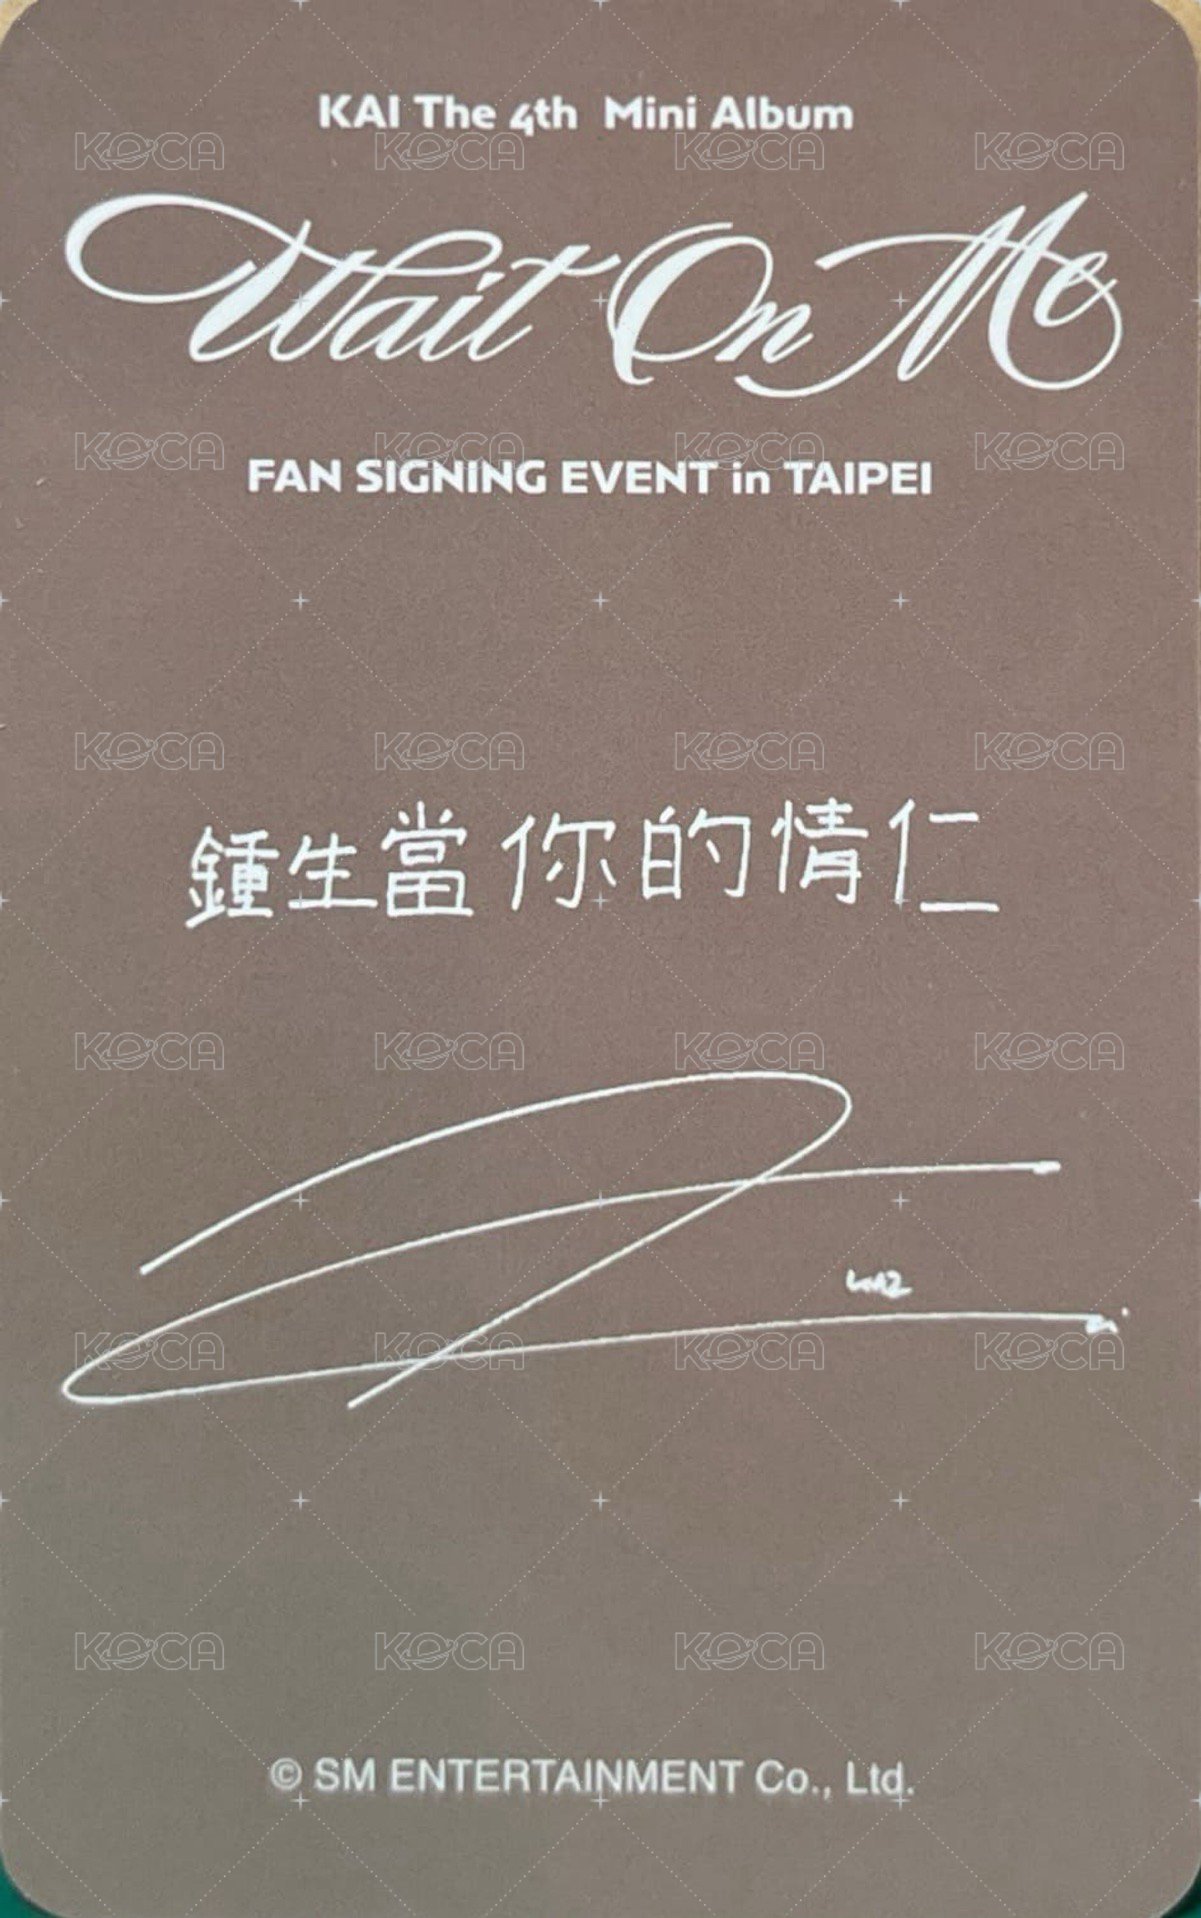 KAI The 4th Mini Album
Wait On Me
FAN SIGNING EVENT in TAIPEI
鍾生當你的情仁
© SM ENTERTAINMENT Co., Ltd.
KOCA